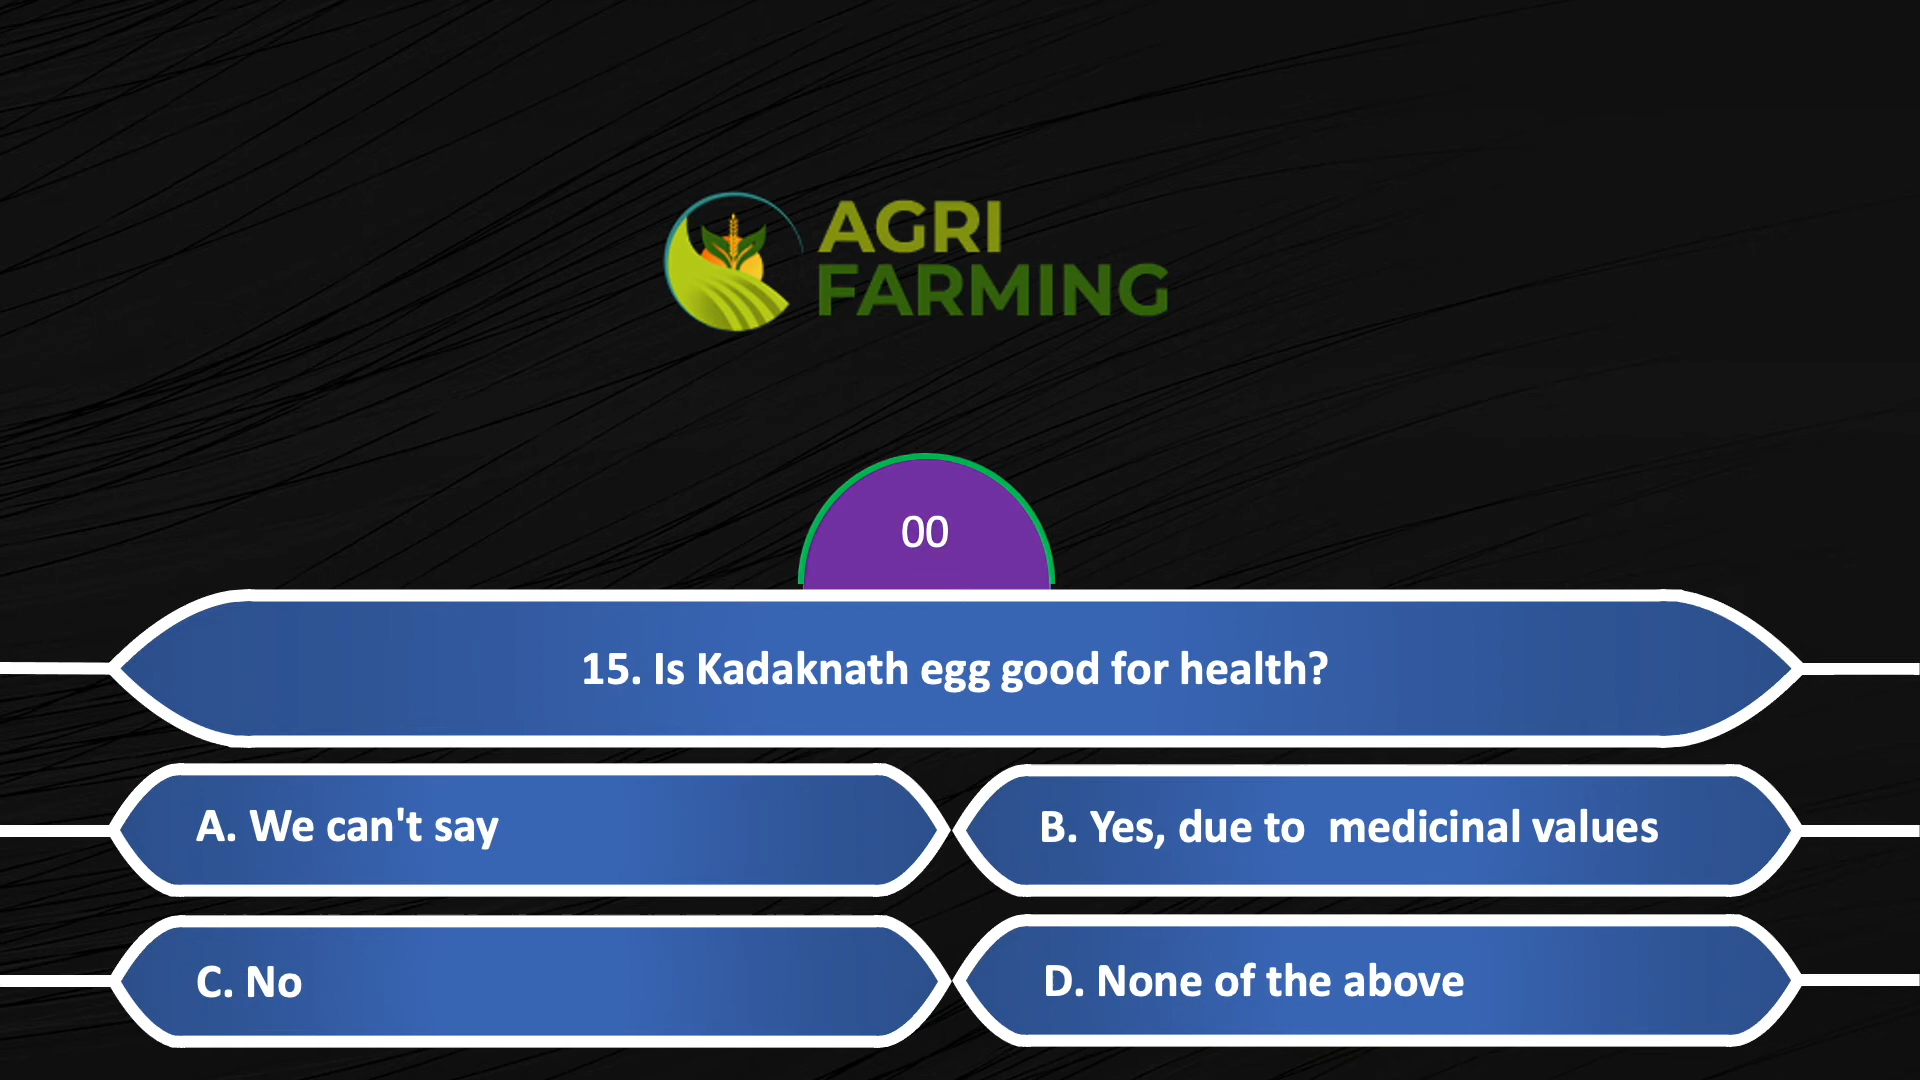 AGRI
FARMING
00
15. Is Kadaknath egg good for health?
A. We can't say
B. Yes, due to  medicinal values
C. No
D. None of the above